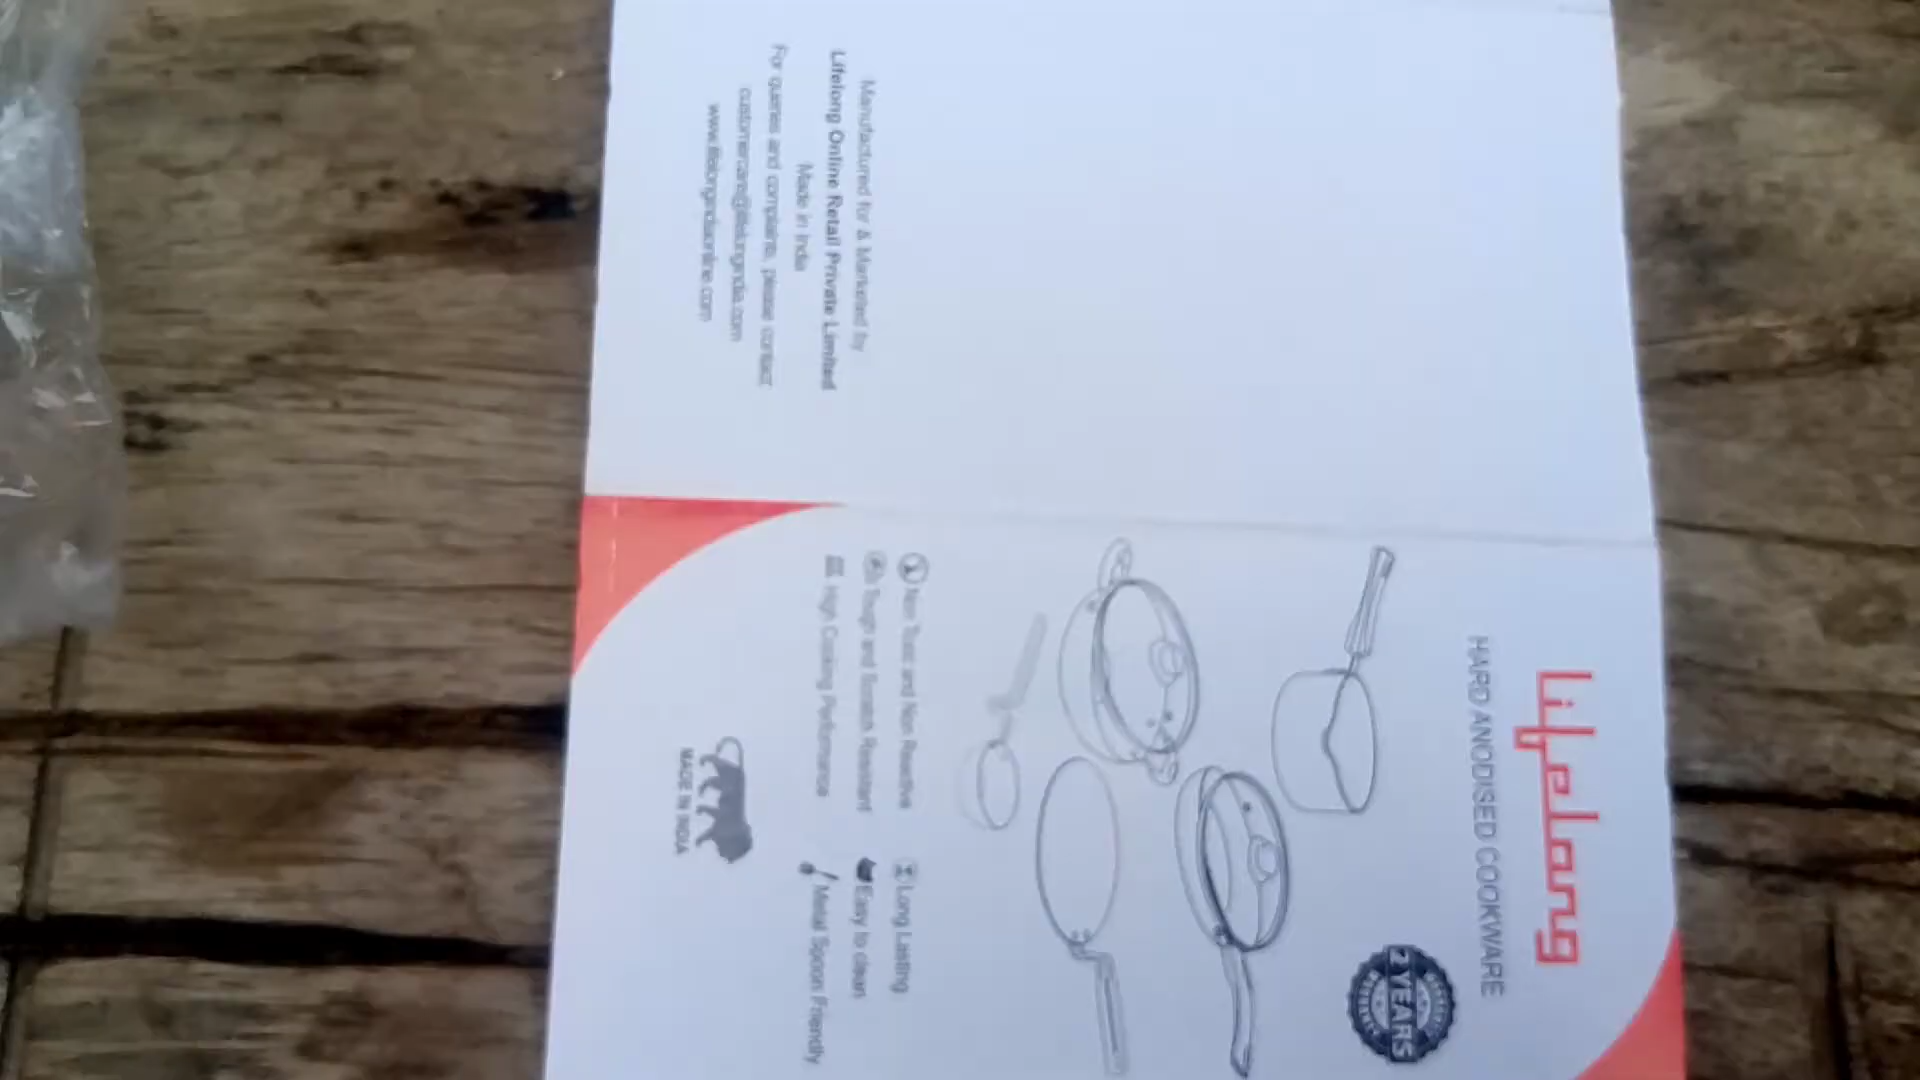 Lifelong
HARD ANODISED COOKWARE
2 YEARS
WARRANTY
Non Toxic and Non Reactive
Long Lasting
Tough and Scratch Resistant
Easy to clean
High Cooking Performance
Metal Spoon Friendly
MADE IN INDIA
Manufactured for & Marketed by
Lifelong Online Retail Private Limited
Made in India
For queries and complaints, please contact
customercare@lifelongindia.com
www.lifelongindiaonline.com